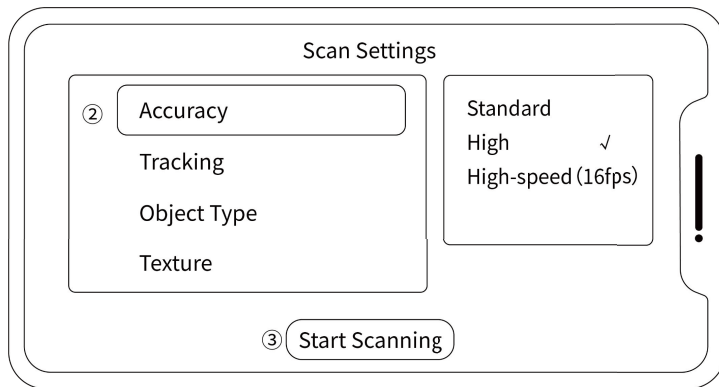 Scan Settings
② Accuracy
Tracking
Object Type
Texture
Standard
High √
High-speed (16fps)
③ Start Scanning